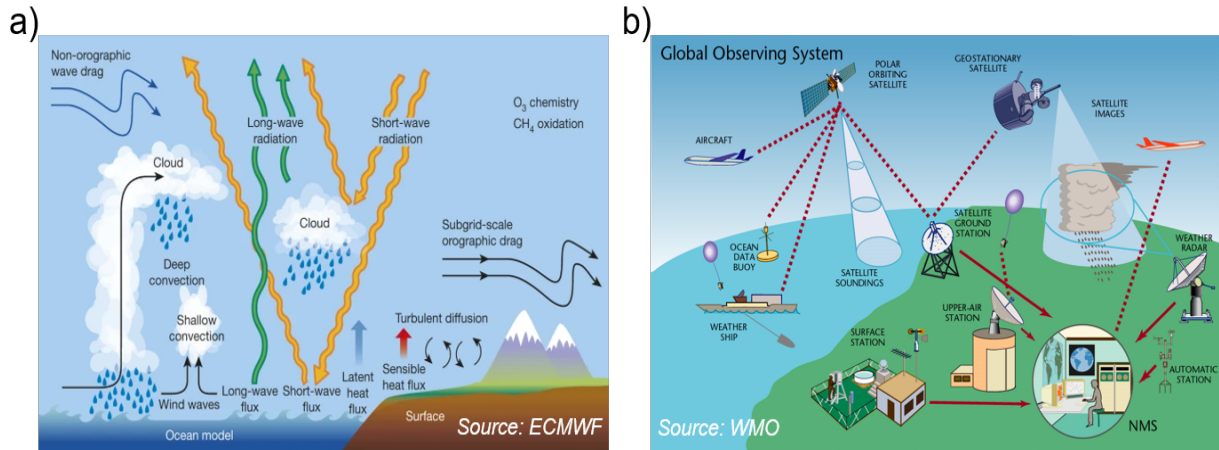 a)
Non-orographic
wave drag
Cloud
Long-wave
radiation
Short-wave
radiation
O3 chemistry
CH4 oxidation
Cloud
Subgrid-scale
orographic drag
Deep
convection
Shallow
convection
Turbulent diffusion
Latent
heat
flux
Sensible
heat flux
Wind waves
Long-wave
flux
Short-wave
flux
Surface
Ocean model
Source: ECMWF
b)
Global Observing System
POLAR
ORBITING
SATELLITE
GEOSTATIONARY
SATELLITE
SATELLITE
IMAGES
AIRCRAFT
OCEAN
DATA
BUOY
SATELLITE
GROUND
STATION
SATELLITE
SOUNDINGS
WEATHER
RADAR
WEATHER
SHIP
SURFACE
STATION
UPPER-AIR
STATION
AUTOMATIC
STATION
NMS
Source: WMO